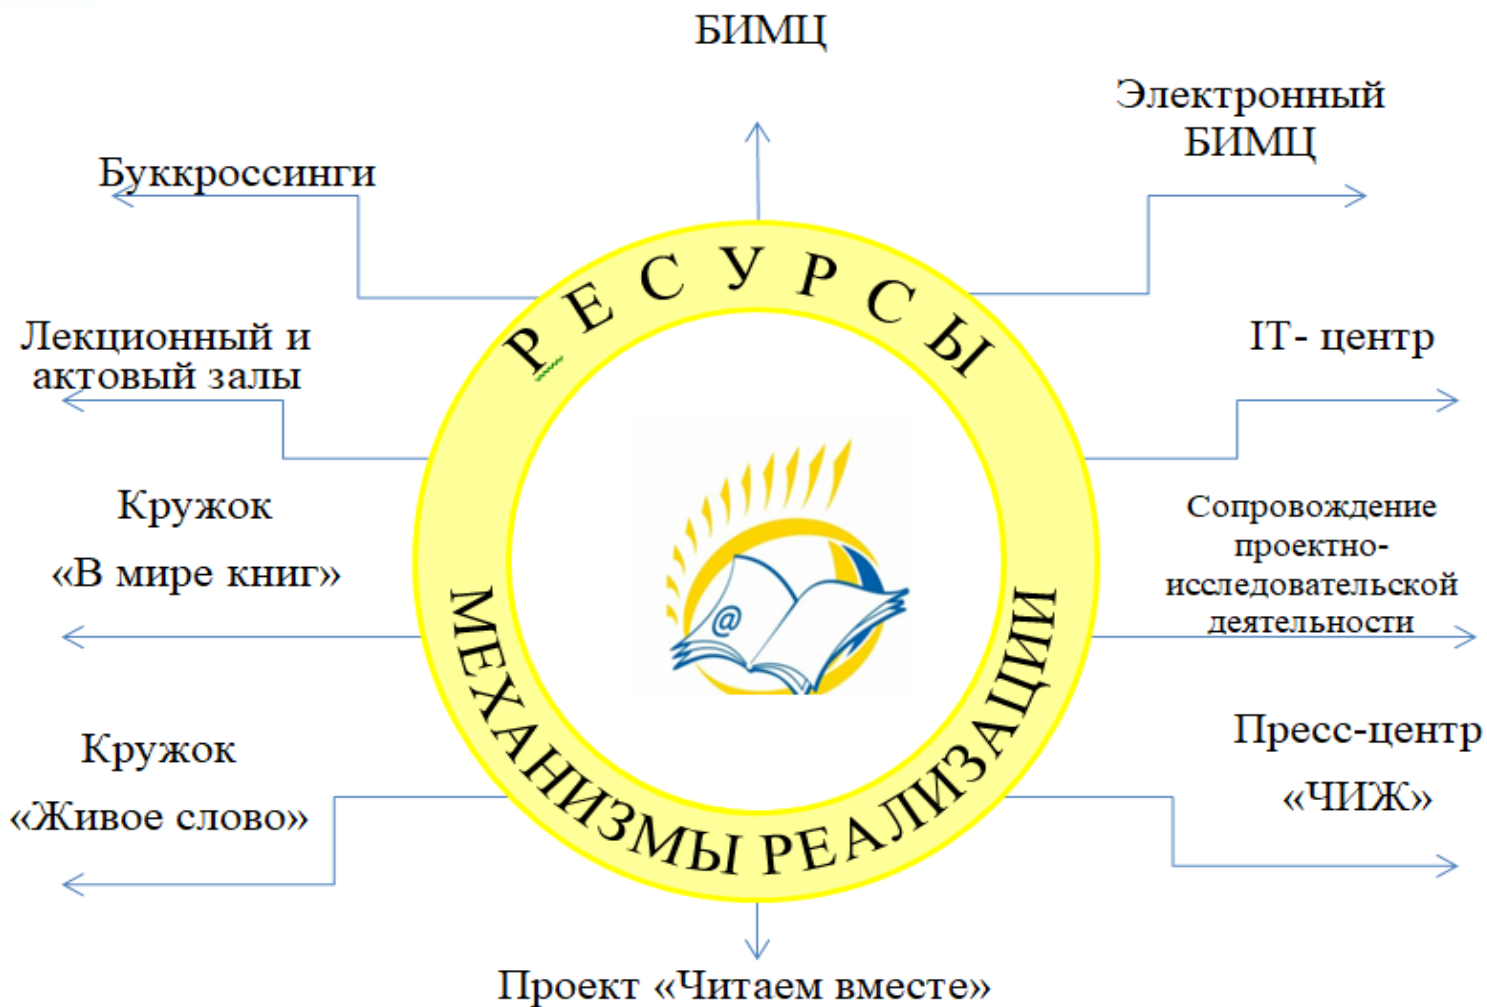 БИМЦ
Электронный
БИМЦ
Буккроссинги
РЕСУРСЫ
Лекционный и
актовый залы
IT- центр
Кружок
«В мире книг»
Сопровождение
проектно-
исследовательской
деятельности
@
МЕХАНИЗМЫ РЕАЛИЗАЦИИ
Кружок
«Живое слово»
Пресс-центр
«ЧИЖ»
Проект «Читаем вместе»